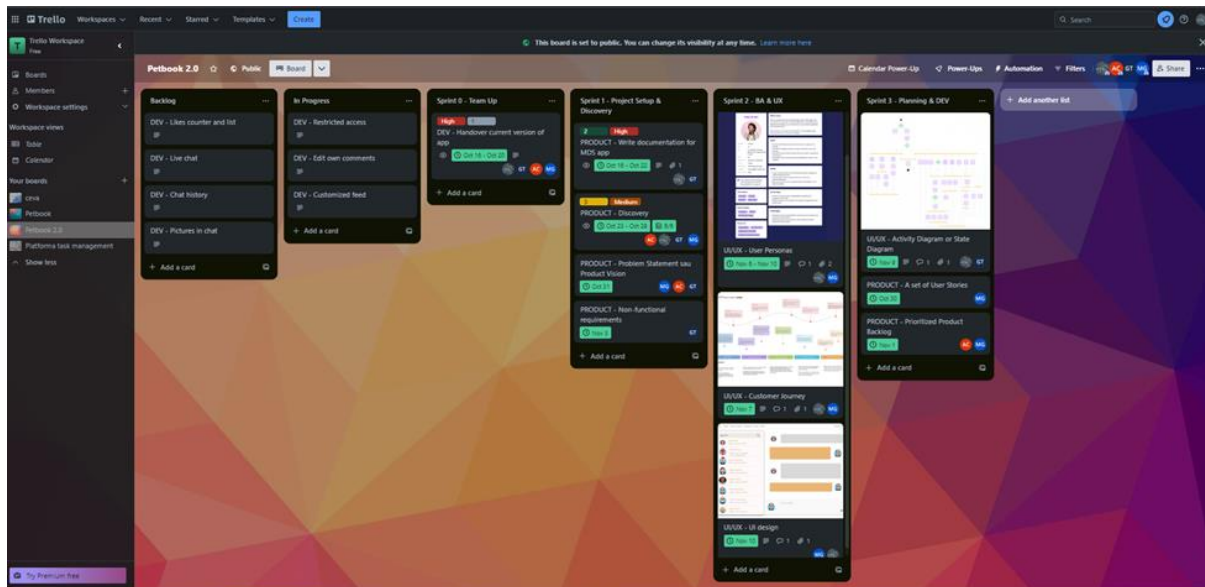 Trello Workspaces Recent Starred Templates Create Search
Trello Workspace
Free
This board is set to public. You can change its visibility at any time. Learn more here
Petbook 2.0 Public Board Calendar Power-Up Power-Ups Automation Filters AC GT MG Share
Boards
Members
Workspace settings
Workspace views
Table
Calendar
Your boards
ceva
Petbook
Petbook 2.0
Platforma task management
Show less
Try Premium free
Backlog
DEV - Likes counter and list
DEV - Live chat
DEV - Chat history
DEV - Pictures in chat
+ Add a card
In Progress
DEV - Restricted access
DEV - Edit own comments
DEV - Customized feed
+ Add a card
Sprint 0 - Team Up
High
DEV - Handover current version of
app
Oct 16 - Oct 20
GT AC MG
+ Add a card
Sprint 1 - Project Setup &
Discovery
2 High
PRODUCT - Write documentation for
MDS app
Oct 16 - Oct 22 1
GT
Medium
PRODUCT - Discovery
Oct 23 - Oct 28
AC GT MG
PRODUCT - Problem Statement sau
Product Vision
Oct 31
MG AC GT
PRODUCT - Non-functional
requirements
GT
+ Add a card
Sprint 2 - BA & UX
UI/UX - User Personas
Nov 6 - Nov 10 1 2
MG
UI/UX - Customer Journey
Nov 7 1 1 MG
UI/UX - UI design
Nov 10 1 1
MG
+ Add a card
Sprint 3 - Planning & DEV
UI/UX - Activity Diagram or State
Diagram
1 1 GT
PRODUCT - A set of User Stories
Oct 30 MG
PRODUCT - Prioritized Product
Backlog
Nov 1 AC MG
+ Add a card
+ Add another list